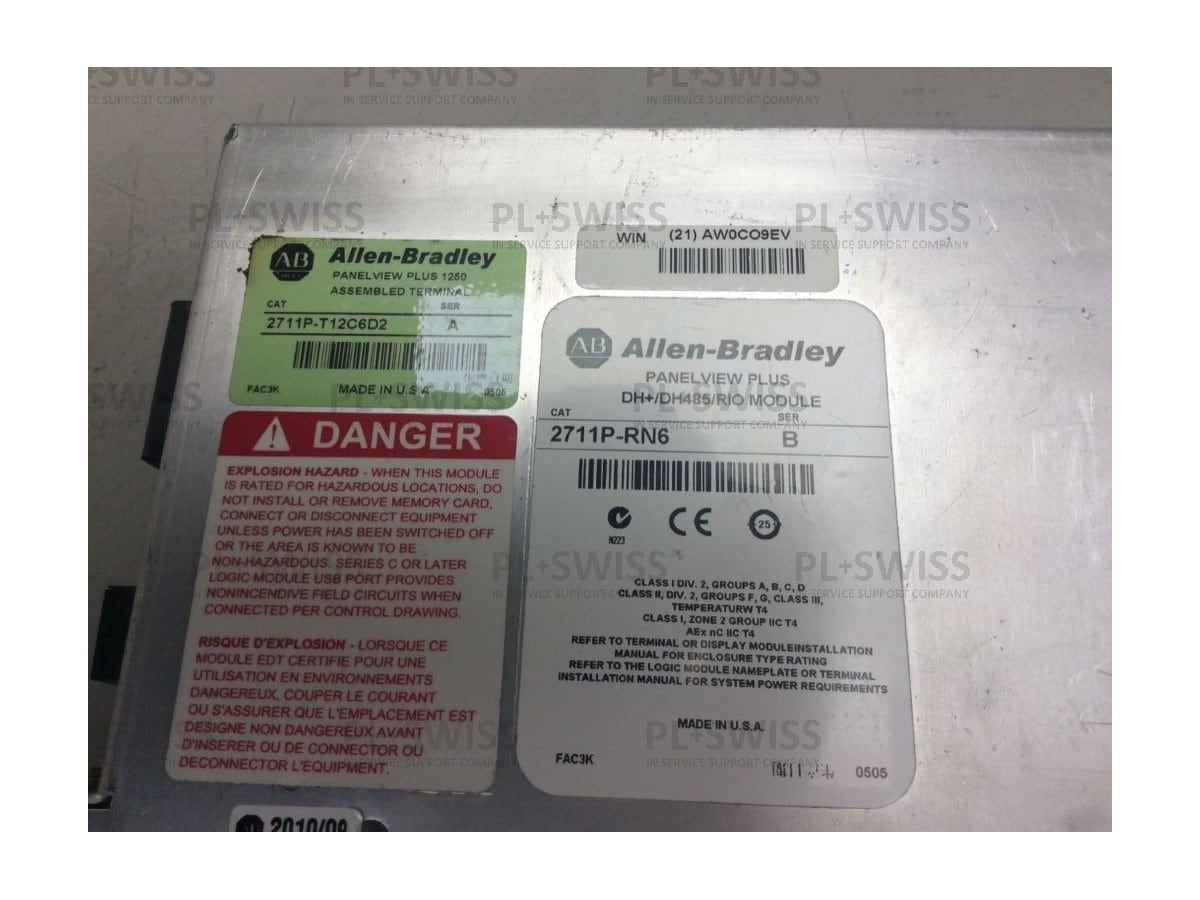 PL+SWISS
IN SERVICE SUPPORT COMPANY
WIN (21) AW0CO9EV
AB
Allen-Bradley
PANELVIEW PLUS 1250
ASSEMBLED TERMINAL
CAT SER
2711P-T12C6D2 A
FAC3K MADE IN U.S.A. 0505
DANGER
EXPLOSION HAZARD - WHEN THIS MODULE
IS RATED FOR HAZARDOUS LOCATIONS, DO
NOT INSTALL OR REMOVE MEMORY CARD,
CONNECT OR DISCONNECT EQUIPMENT
UNLESS POWER HAS BEEN SWITCHED OFF
OR THE AREA IS KNOWN TO BE
NON-HAZARDOUS. SERIES C OR LATER
LOGIC MODULE USB PORT PROVIDES
NONINCENDIVE FIELD CIRCUITS WHEN
CONNECTED PER CONTROL DRAWING.
RISQUE D'EXPLOSION - LORSQUE CE
MODULE EDT CERTIFIE POUR UNE
UTILISATION EN ENVIRONNEMENTS
DANGEREUX, COUPER LE COURANT
OU S'ASSURER QUE L'EMPLACEMENT EST
DESIGNE NON DANGEREUX AVANT
D'INSERER OU DE CONNECTOR OU
DECONNECTOR L'EQUIPMENT.
AB
Allen-Bradley
PANELVIEW PLUS
DH+/DH485/RIO MODULE
CAT SER
2711P-RN6 B
N223
CE
25
CLASS I DIV. 2, GROUPS A, B, C, D
CLASS II, DIV. 2, GROUPS F, G, CLASS III,
TEMPERATURW T4
CLASS I, ZONE 2 GROUP IIC T4
AEx nC IIC T4
REFER TO TERMINAL OR DISPLAY MODULEINSTALLATION
MANUAL FOR ENCLOSURE TYPE RATING
REFER TO THE LOGIC MODULE NAMEPLATE OR TERMINAL
INSTALLATION MANUAL FOR SYSTEM POWER REQUIREMENTS
MADE IN U.S.A.
FAC3K 0505
2010/09